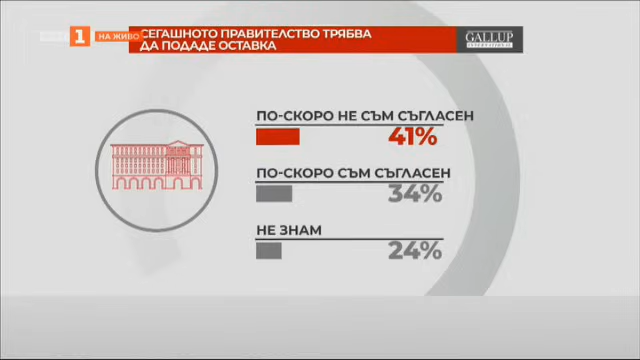 1 НА ЖИВО
СЕГАШНОТО ПРАВИТЕЛСТВО ТРЯБВА
ДА ПОДАДЕ ОСТАВКА
GALLUP
INTERNATIONAL
ПО-СКОРО НЕ СЪМ СЪГЛАСЕН
41%
ПО-СКОРО СЪМ СЪГЛАСЕН
34%
НЕ ЗНАМ
24%